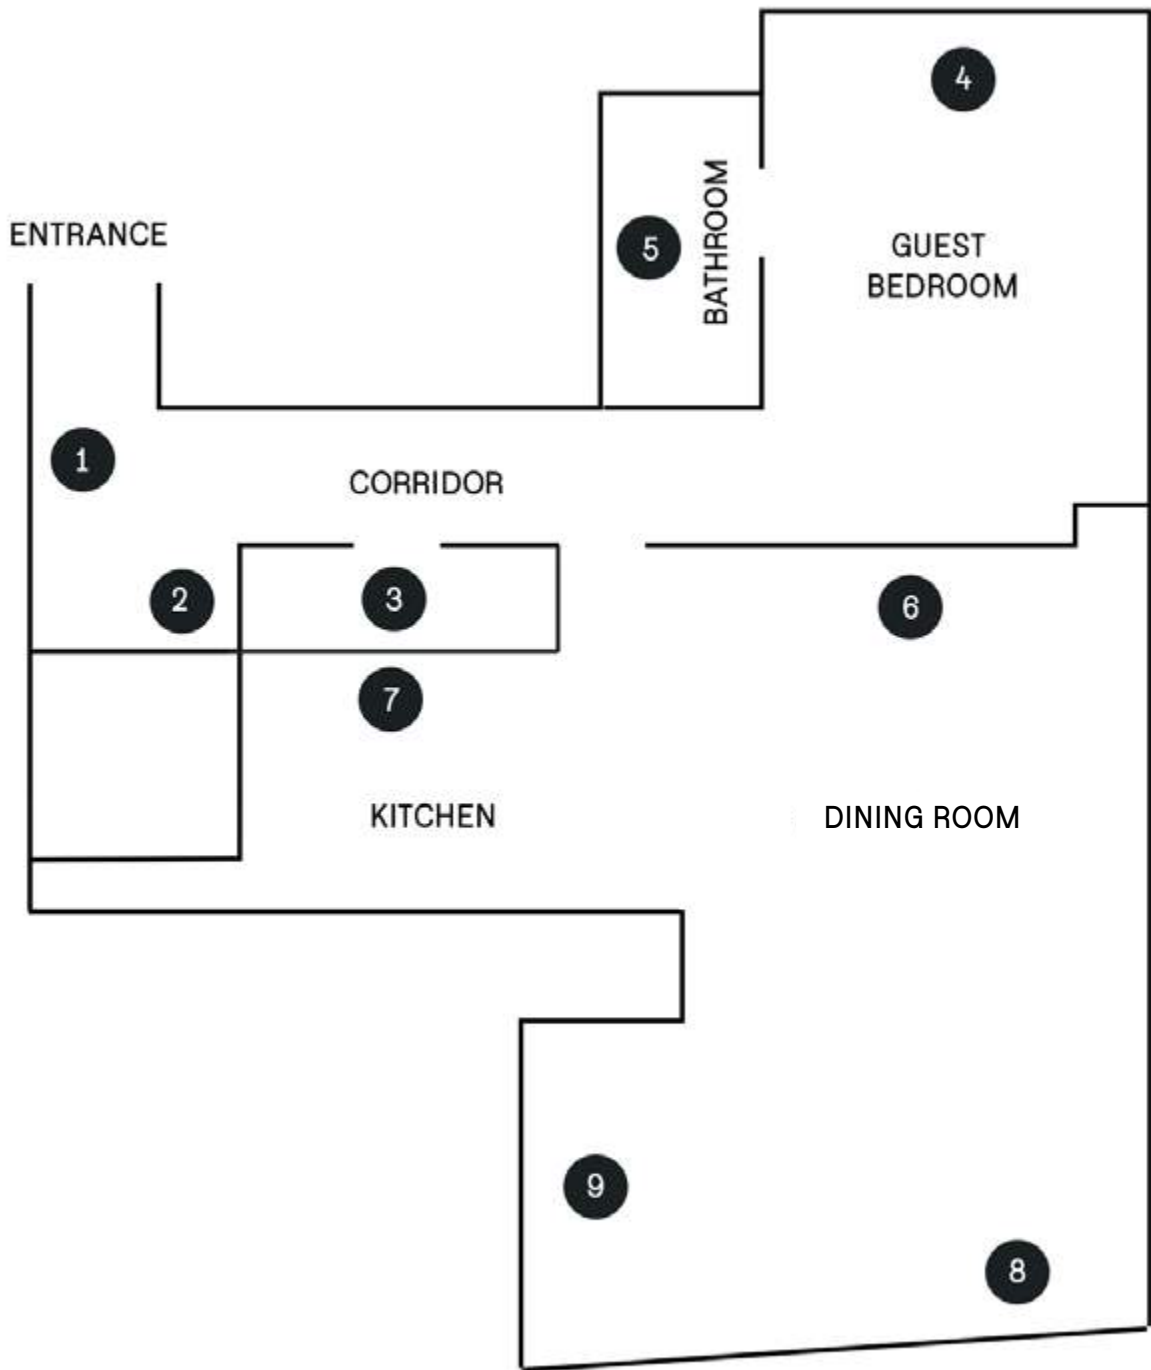 4
ENTRANCE
5
BATHROOM
GUEST
BEDROOM
1
CORRIDOR
2
3
6
7
KITCHEN
DINING ROOM
9
8